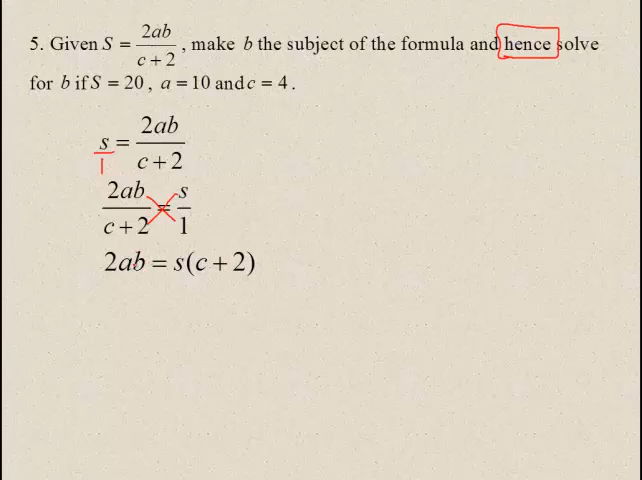 5. Given S = 2ab/(c + 2), make b the subject of the formula and hence solve
for b if S = 20, a = 10 and c = 4.
s/1 = 2ab/(c + 2)
2ab/(c + 2) = s/1
2ab = s(c + 2)